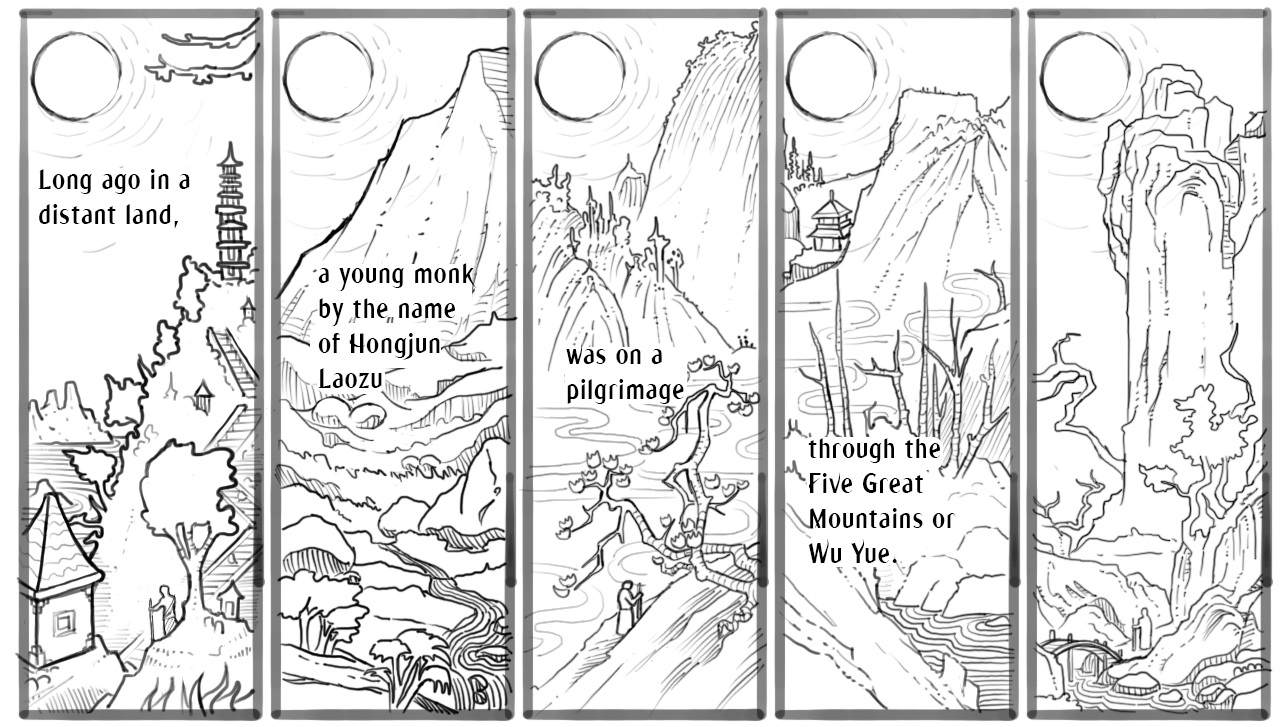 Long ago in a
distant land,
a young monk
by the name
of Hongjun
Laozu
was on a
pilgrimage
through the
Five Great
Mountains or
Wu Yue.